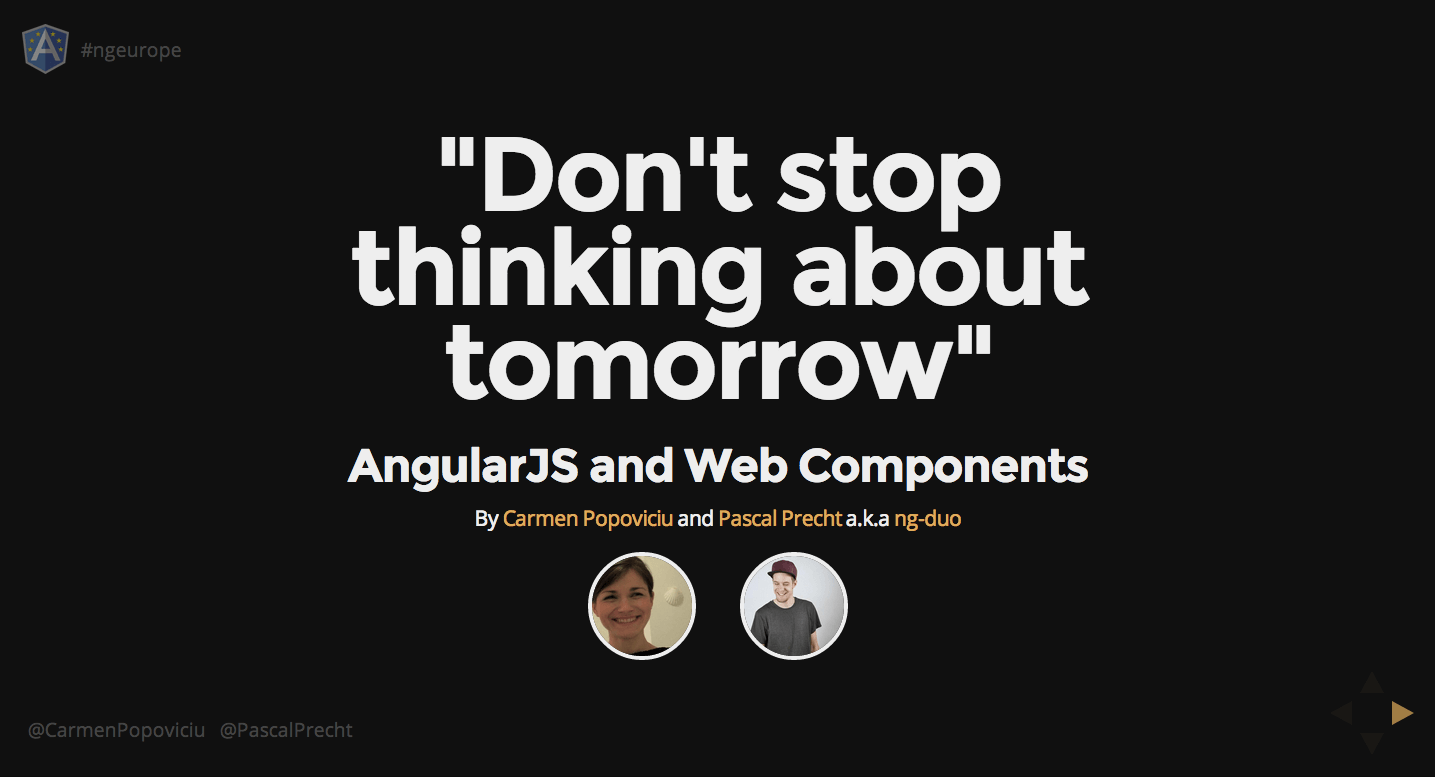 #ngeurope
"Don't stop
thinking about
tomorrow"
AngularJS and Web Components
By Carmen Popoviciu and Pascal Precht a.k.a ng-duo
@CarmenPopoviciu @PascalPrecht